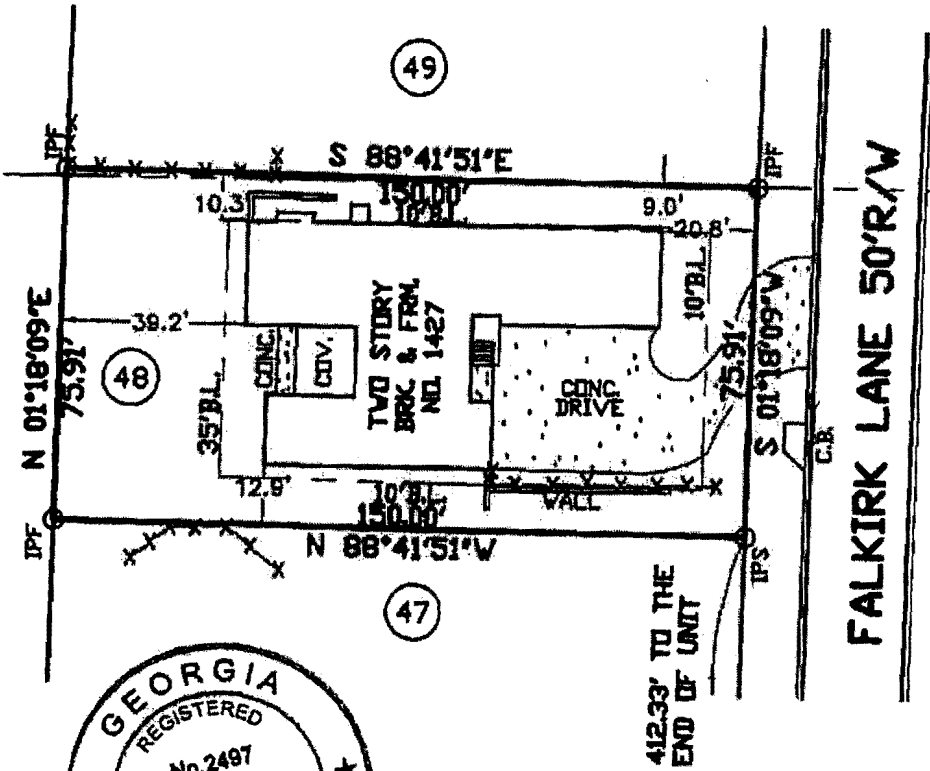 49
IPF
S 88°41'51"E
IPF
150.00'
10'B.L.
10.3'
9.0'
20.8'
10'B.L.
N 01°18'09"E
75.91'
39.2'
48
35'B.L.
CONC.
COV.
TWO STORY
BRK. & FRM.
NO. 1427
CONC.
DRIVE
75.91'
S 01°18'09"W
C.B.
FALKIRK LANE 50'R/W
12.9'
10'B.L.
150.00'
WALL
N 88°41'51"W
IPF
IPS
47
412.33' TO THE
END OF UNIT
GEORGIA
REGISTERED
No.2497